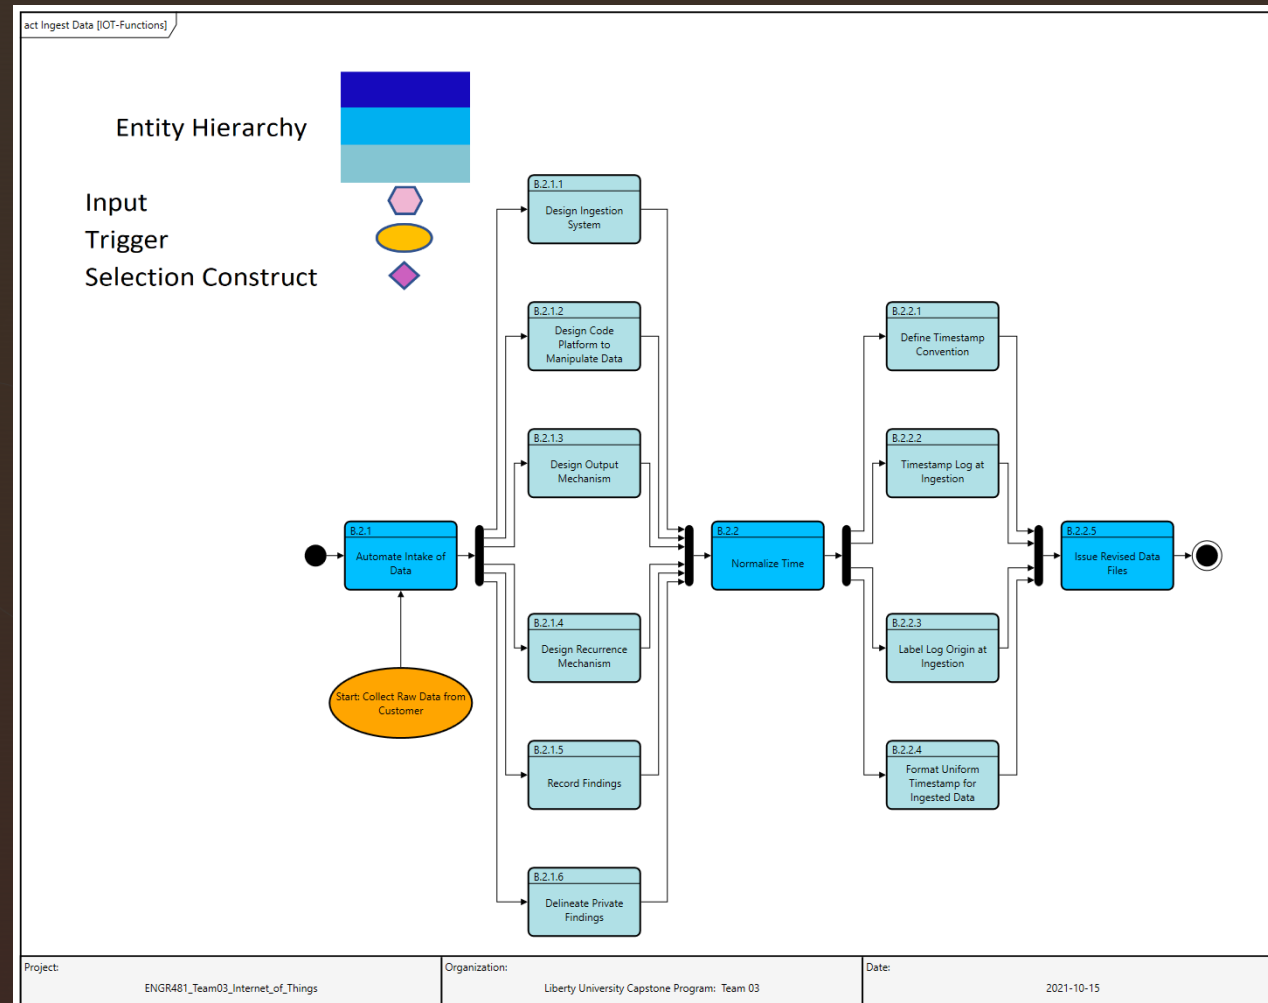 act Ingest Data [IOT-Functions]
Entity Hierarchy
Input
Trigger
Selection Construct
B.2.1
Automate Intake of
Data
Start: Collect Raw Data from
Customer
B.2.1.1
Design Ingestion
System
B.2.1.2
Design Code
Platform to
Manipulate Data
B.2.1.3
Design Output
Mechanism
B.2.1.4
Design Recurrence
Mechanism
B.2.1.5
Record Findings
B.2.1.6
Delineate Private
Findings
B.2.2
Normalize Time
B.2.2.1
Define Timestamp
Convention
B.2.2.2
Timestamp Log at
Ingestion
B.2.2.3
Label Log Origin at
Ingestion
B.2.2.4
Format Uniform
Timestamp for
Ingested Data
B.2.2.5
Issue Revised Data
Files
Project:
ENGR481_Team03_Internet_of_Things
Organization:
Liberty University Capstone Program: Team 03
Date:
2021-10-15